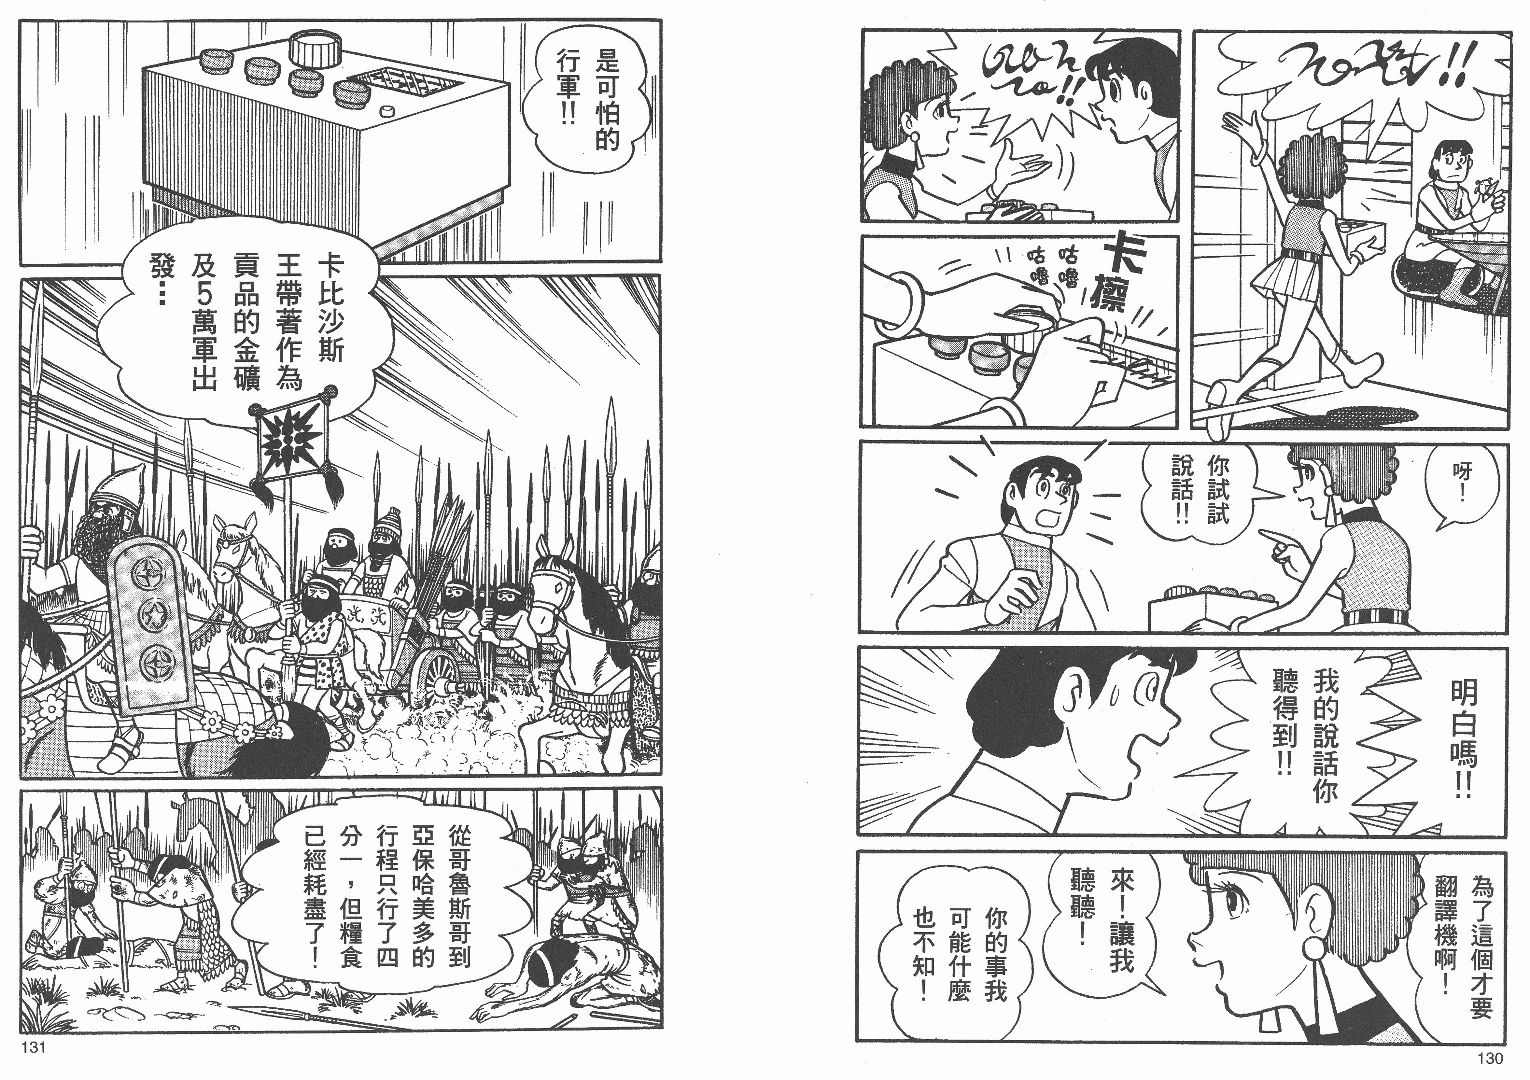 卡擦
咕嚕
咕嚕
呀！
你試試
說話!!
明白嗎!!
我的說話你
聽得到!!
為了這個才要
翻譯機啊！
來！讓我
聽聽！
你的事我
可能什麼
也不知！
130
是可怕的
行軍!!
卡比沙斯
王帶著作為
貢品的金礦
及5萬軍出
發…
從哥魯斯哥到
亞保哈美多的
行程只行了四
分一，但糧食
已經耗盡了！
131